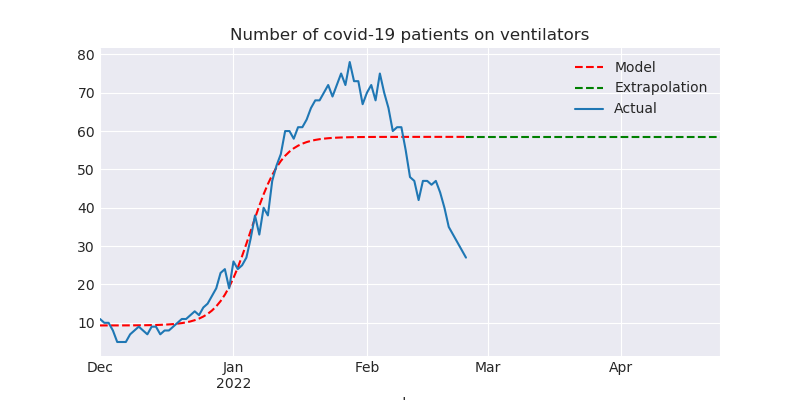 Number of covid-19 patients on ventilators
80
70
60
50
40
30
20
10
Model
Extrapolation
Actual
Dec
Jan
2022
Feb
Mar
Apr